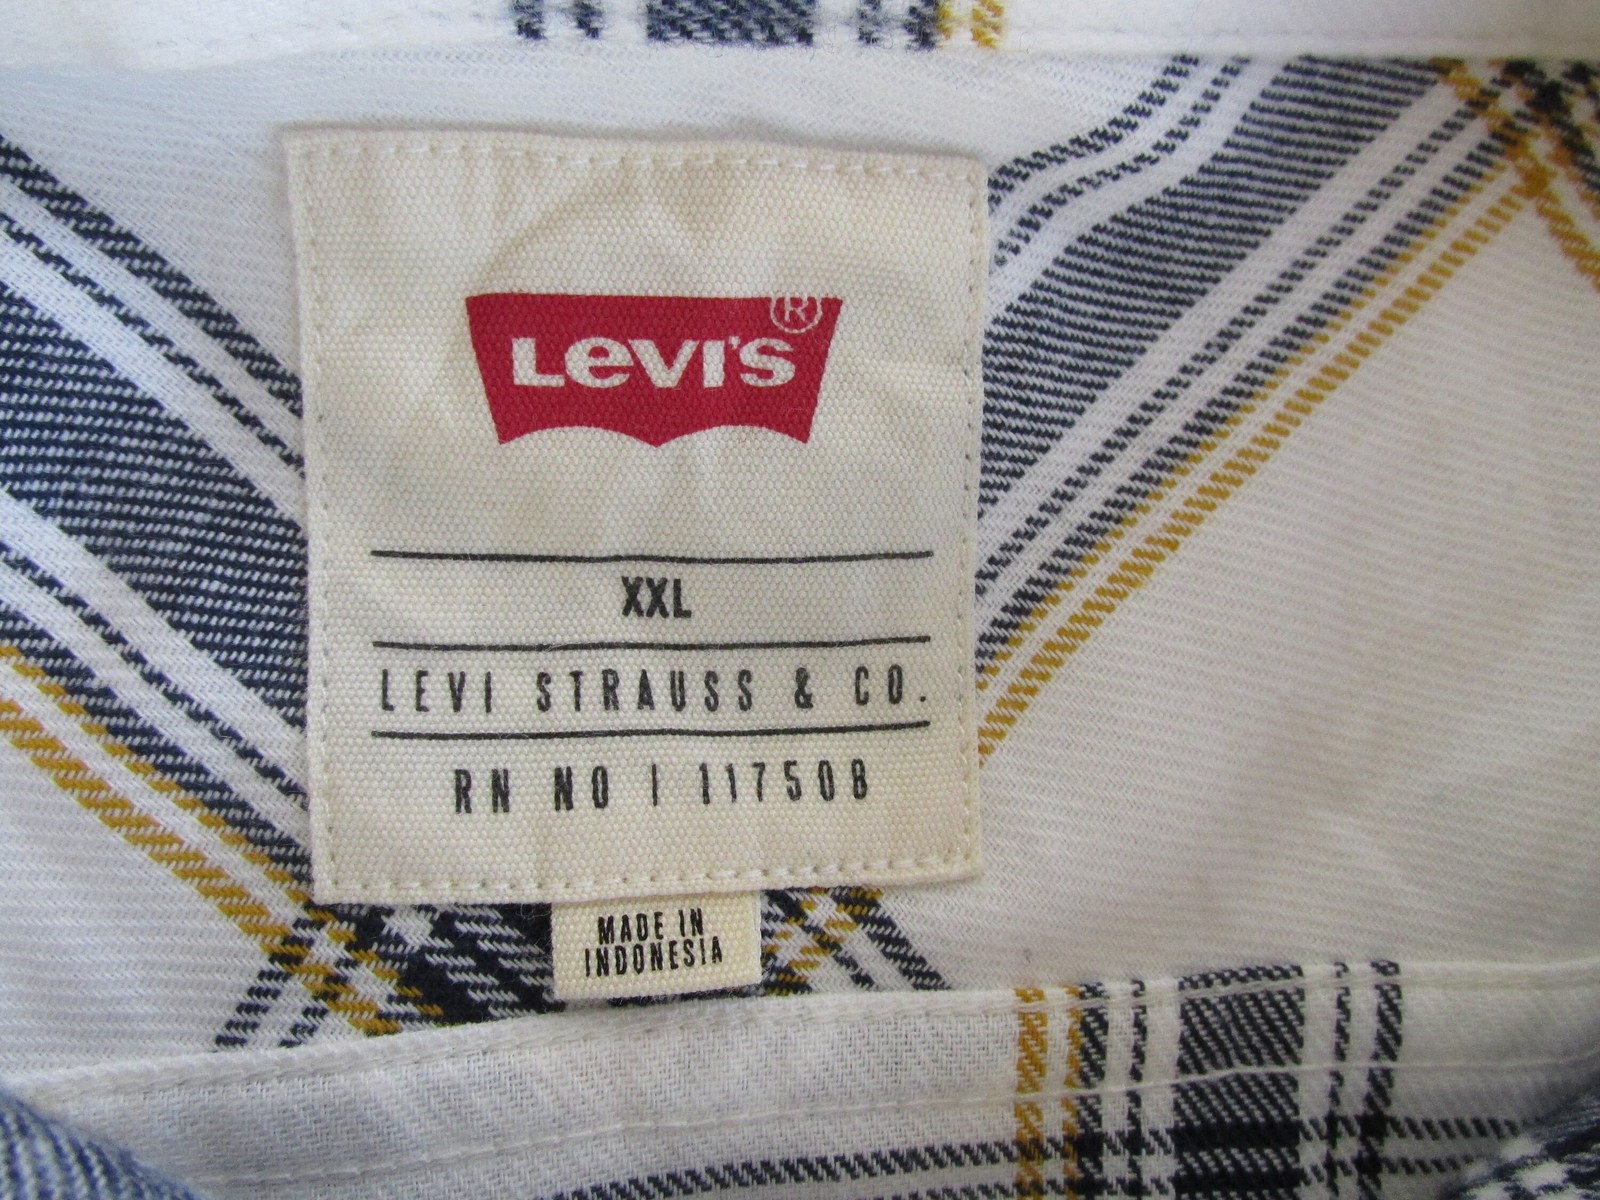 LEVI'S®
XXL
LEVI STRAUSS & CO.
RN NO | 117508
MADE IN
INDONESIA